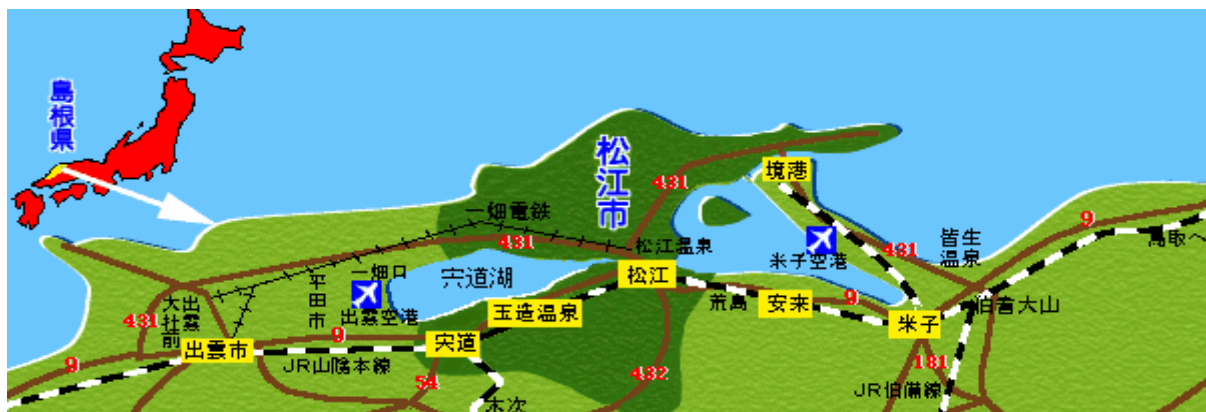 島根県
松江市
境港
431
9
一畑電鉄
431
松江温泉
431
皆生
温泉
鳥取へ
米子空港
一畑口
宍道湖
松江
荒島
安来
9
伯耆大山
平田市
出雲空港
玉造温泉
米子
出雲
大社前
431
9
出雲市
9
宍道
JR山陰本線
54
432
181
JR伯備線
木次